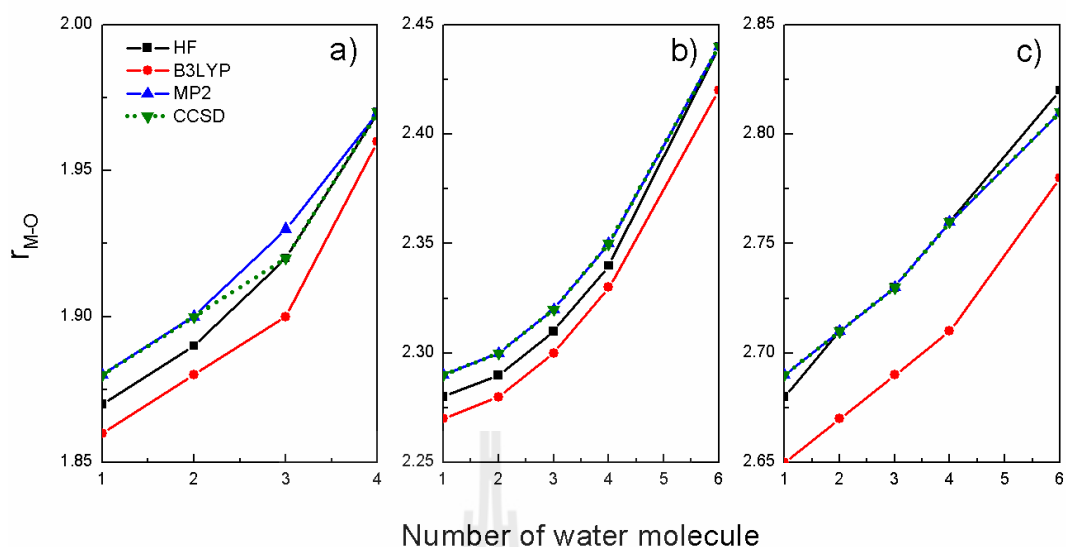 a)
b)
c)
HF
B3LYP
MP2
CCSD
2.00
1.95
1.90
1.85
2.45
2.40
2.35
2.30
2.25
2.85
2.80
2.75
2.70
2.65
r M-O
1 2 3 4
1 2 3 4 5 6
1 2 3 4 5 6
Number of water molecule